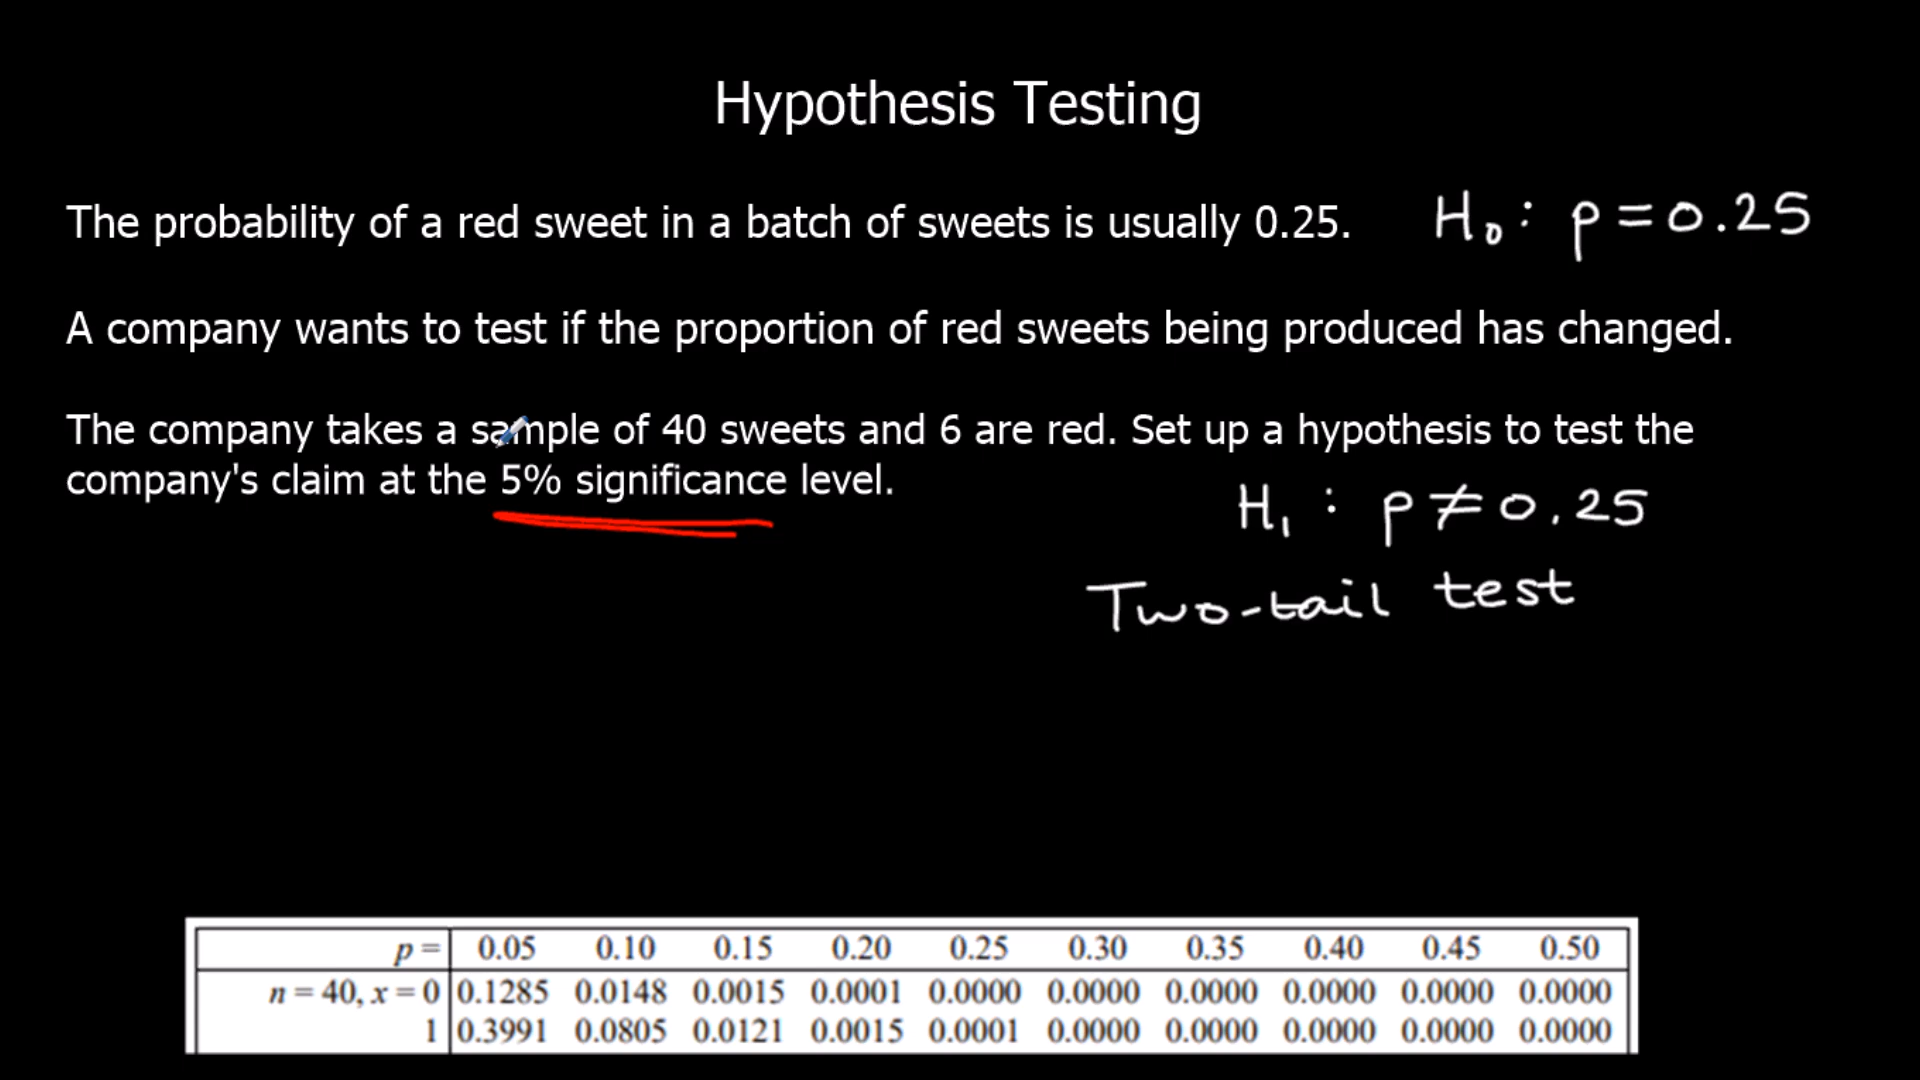 Hypothesis Testing
The probability of a red sweet in a batch of sweets is usually 0.25.
H₀: p=0.25
A company wants to test if the proportion of red sweets being produced has changed.
The company takes a sample of 40 sweets and 6 are red. Set up a hypothesis to test the
company's claim at the 5% significance level.
H₁: p≠0.25
Two-tail test
p = 0.05 0.10 0.15 0.20 0.25 0.30 0.35 0.40 0.45 0.50
n = 40, x = 0 0.1285 0.0148 0.0015 0.0001 0.0000 0.0000 0.0000 0.0000 0.0000 0.0000
1 0.3991 0.0805 0.0121 0.0015 0.0001 0.0000 0.0000 0.0000 0.0000 0.0000